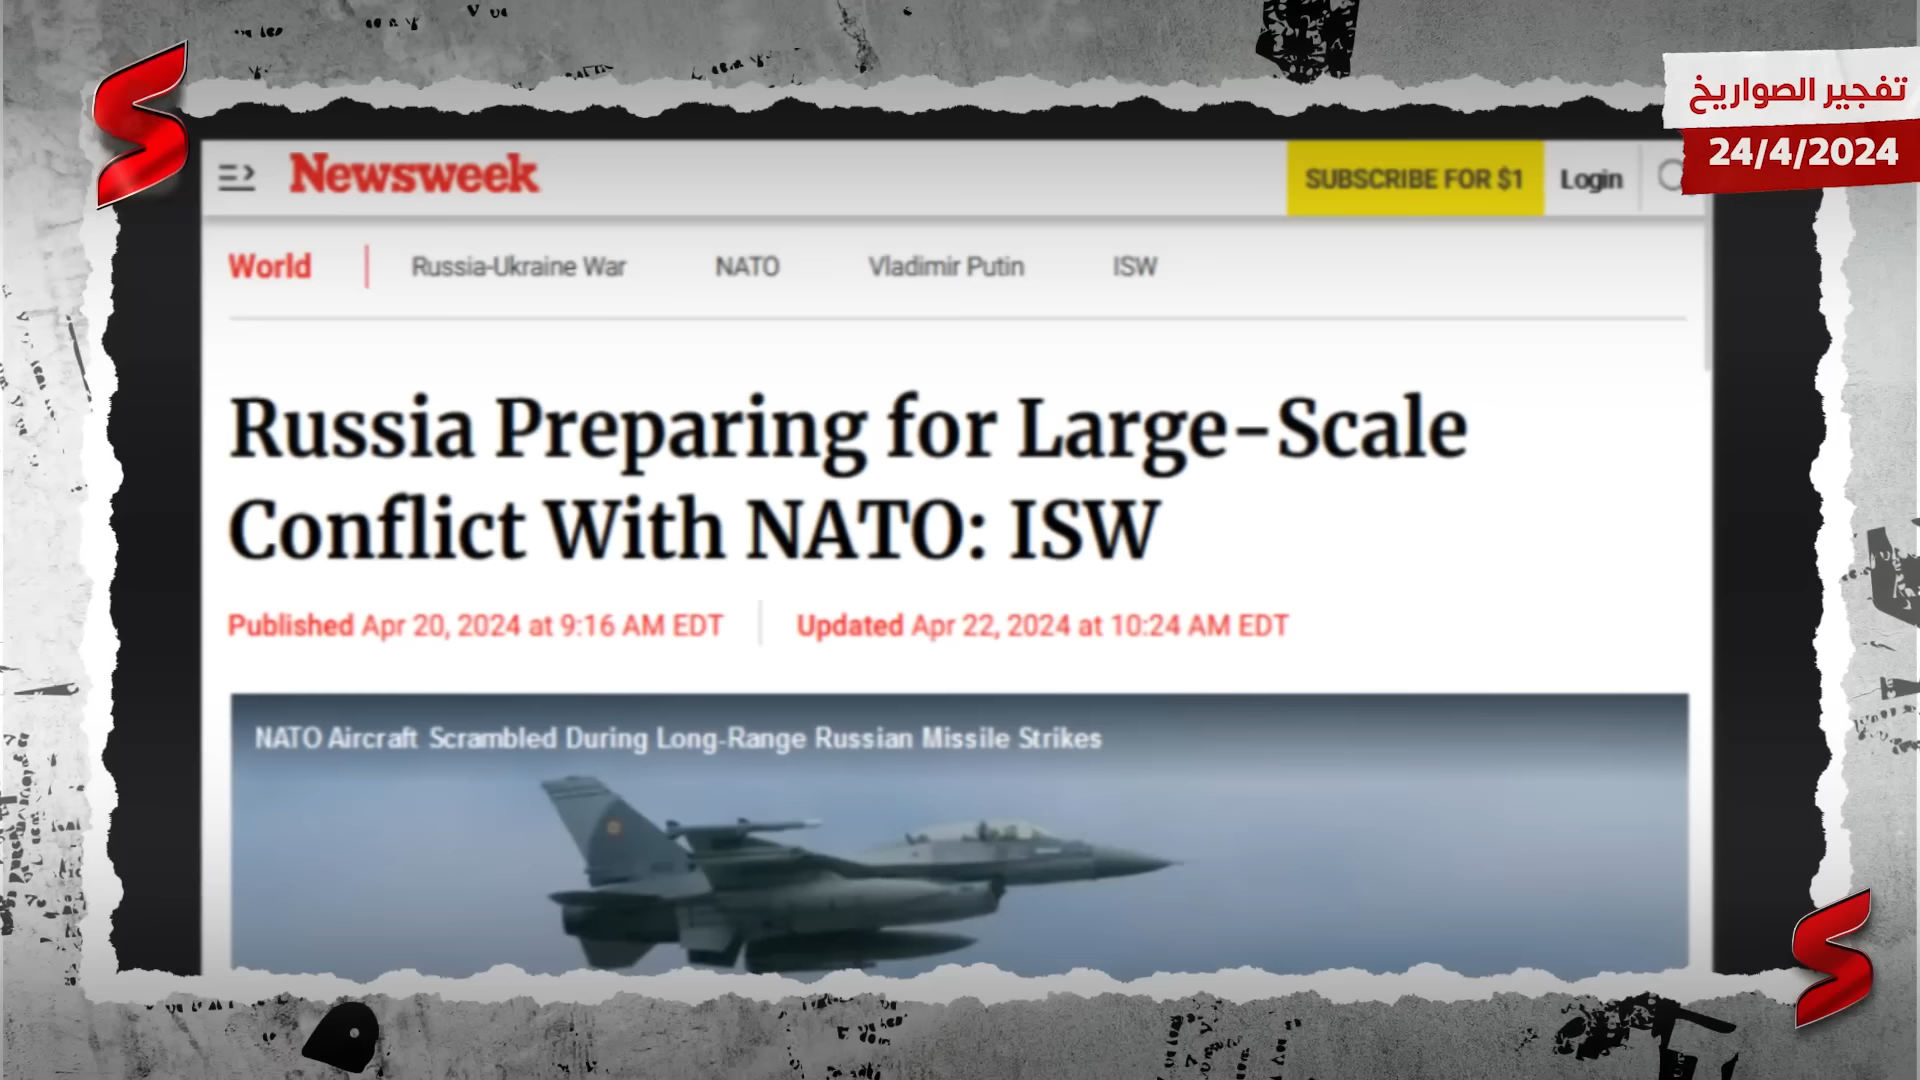 تفجير الصواريخ
24/4/2024
Newsweek
SUBSCRIBE FOR $1
Login
World
Russia-Ukraine War
NATO
Vladimir Putin
ISW
Russia Preparing for Large-Scale
Conflict With NATO: ISW
Published Apr 20, 2024 at 9:16 AM EDT
Updated Apr 22, 2024 at 10:24 AM EDT
NATO Aircraft Scrambled During Long-Range Russian Missile Strikes